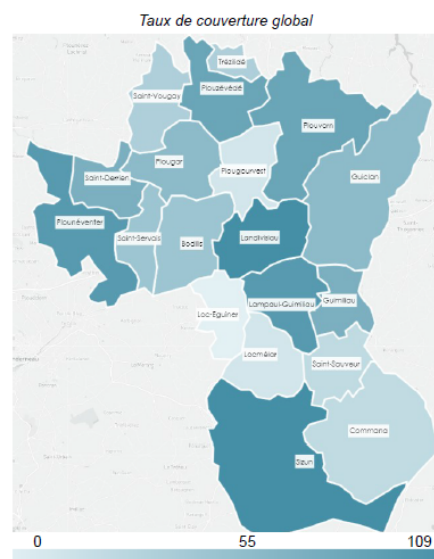 Taux de couverture global
Trézilidé
Plouzévédé
Saint-Vougay
Plouvorn
Plougar
Plougourvest
Guiclan
Saint-Derrien
Plounéventer
Saint-Servais
Bodilis
Landivisiau
Loc-Eguiner
Lampaul-Guimiliau
Guimiliau
Locmélar
Saint-Sauveur
Commana
Sizun
0 55 109